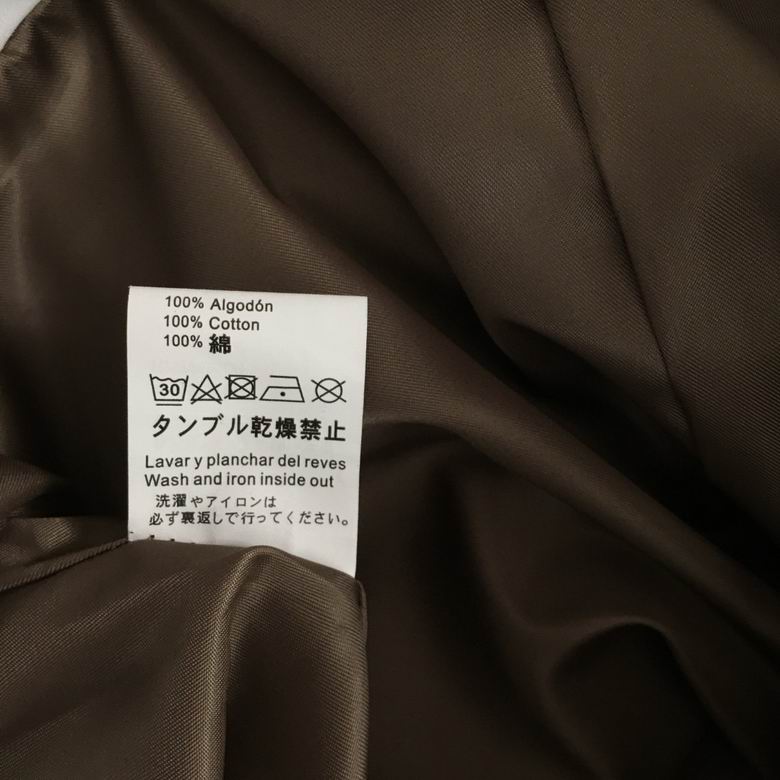 100% Algodón
100% Cotton
100% 綿
30
タンブル乾燥禁止
Lavar y planchar del reves
Wash and iron inside out
洗濯やアイロンは
必ず裏返しで行ってください。